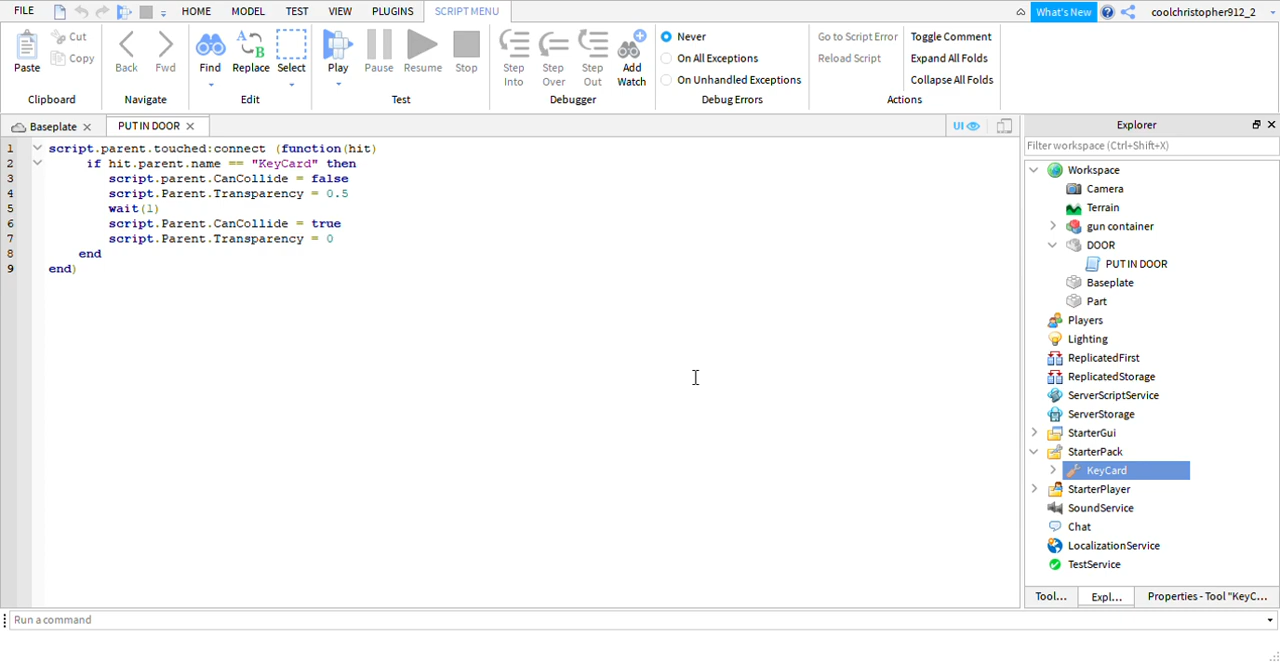 FILE HOME MODEL TEST VIEW PLUGINS SCRIPT MENU What's New coolchristopher912_2
Paste Cut Copy Back Fwd Find Replace Select Play Pause Resume Stop Step Into Step Over Step Out Add Watch Never On All Exceptions On Unhandled Exceptions Go to Script Error Reload Script Toggle Comment Expand All Folds Collapse All Folds
Clipboard Navigate Edit Test Debugger Debug Errors Actions
Baseplate PUT IN DOOR UI Explorer
Filter workspace (Ctrl+Shift+X)
1 script.parent.touched:connect (function(hit)
2 if hit.parent.name == "KeyCard" then
3 script.parent.CanCollide = false
4 script.Parent.Transparency = 0.5
5 wait(1)
6 script.Parent.CanCollide = true
7 script.Parent.Transparency = 0
8 end
9 end)
Workspace
Camera
Terrain
gun container
DOOR
PUT IN DOOR
Baseplate
Part
Players
Lighting
ReplicatedFirst
ReplicatedStorage
ServerScriptService
ServerStorage
StarterGui
StarterPack
KeyCard
StarterPlayer
SoundService
Chat
LocalizationService
TestService
Tool... Expl... Properties - Tool "KeyC...
Run a command